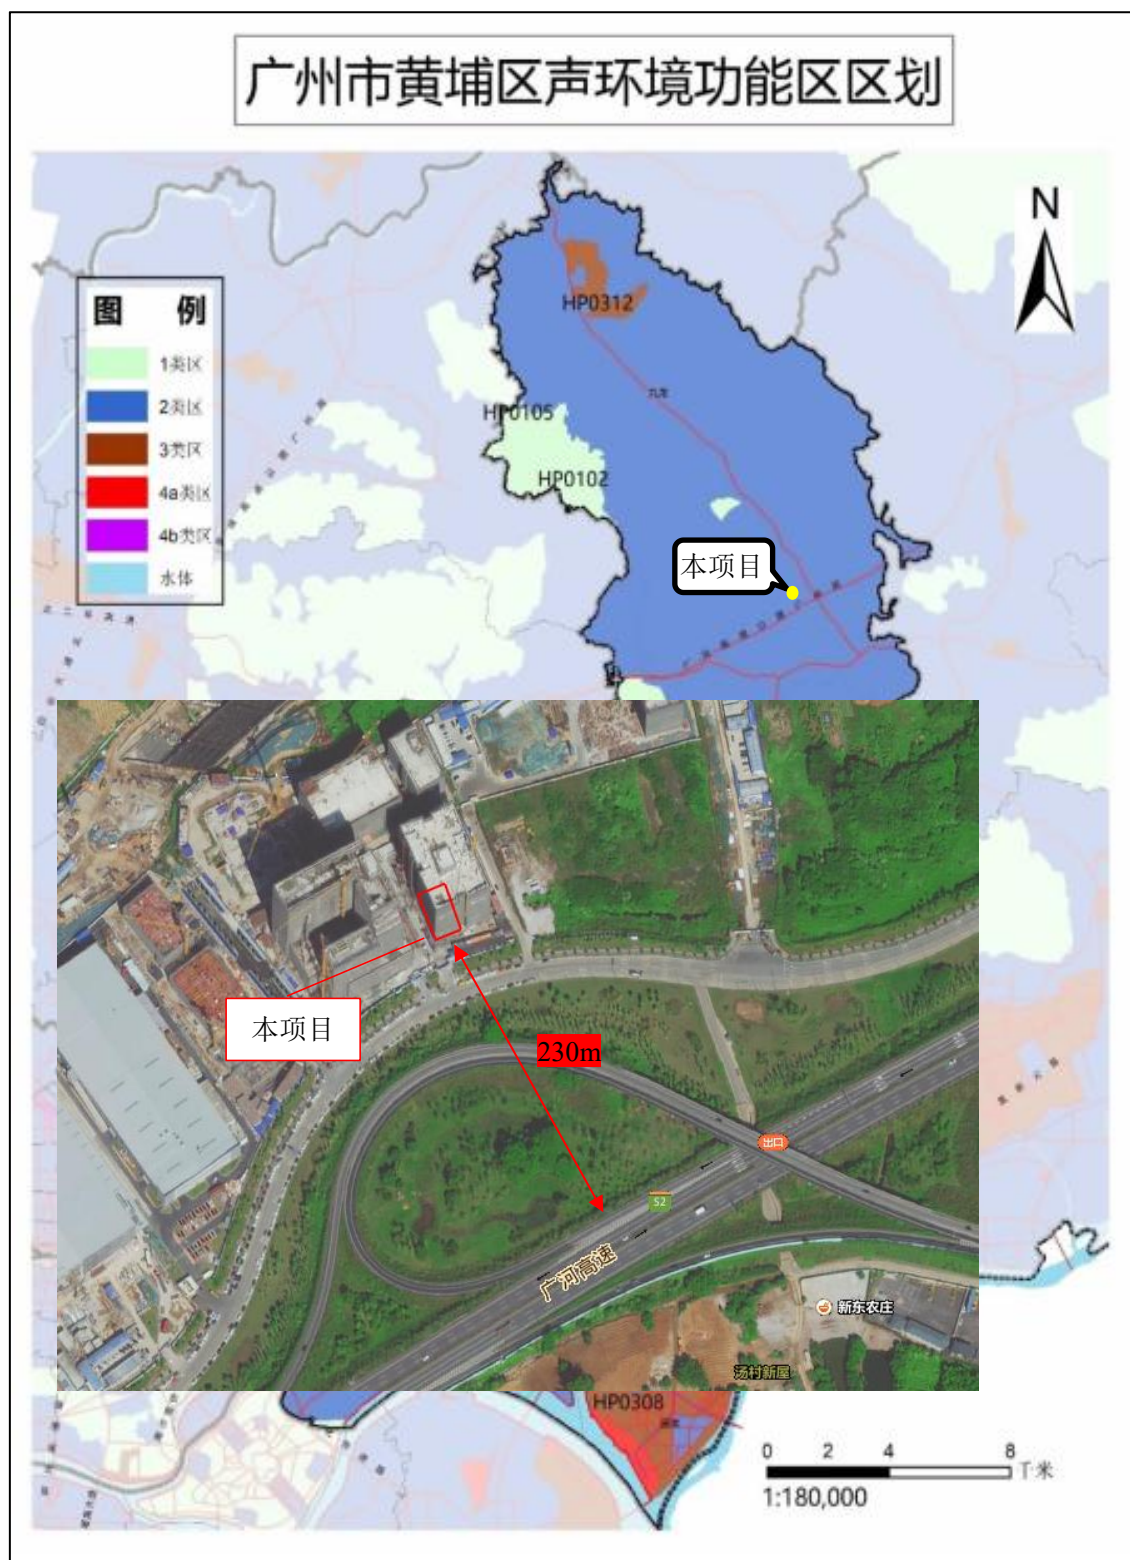 广州市黄埔区声环境功能区区划
N
图 例
1类区
2类区
3类区
4a类区
4b类区
水体
HP0312
九龙
HP0105
HP0102
本项目
本项目
230m
出口
S2
广河高速
新东农庄
汤村新屋
HP0308
0 2 4 8 千米
1:180,000